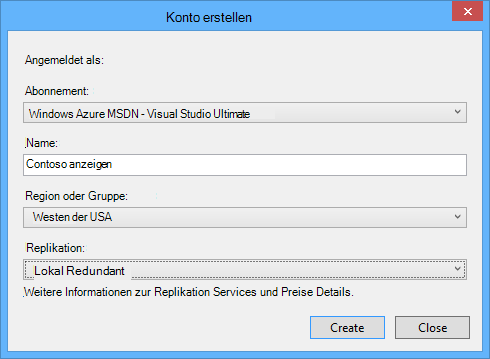 Konto erstellen
Angemeldet als:
Abonnement:
Windows Azure MSDN - Visual Studio Ultimate
Name:
Contoso anzeigen
Region oder Gruppe:
Westen der USA
Replikation:
Lokal Redundant
Weitere Informationen zur Replikation Services und Preise Details.
Create Close